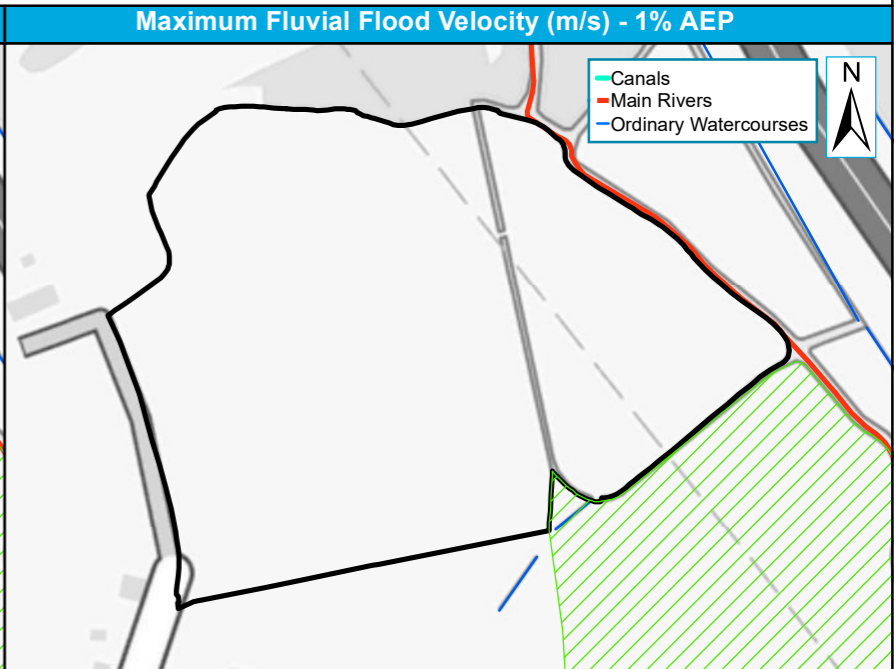 Maximum Fluvial Flood Velocity (m/s) - 1% AEP
Canals
Main Rivers
Ordinary Watercourses
N